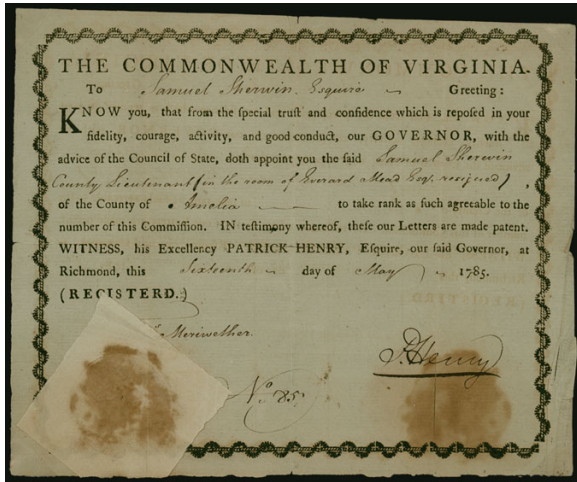 THE COMMONWEALTH OF VIRGINIA.
To Samuel Sherwin Esquire Greeting:
KNOW you, that from the special trust and confidence which is reposed in your
fidelity, courage, activity, and good conduct, our GOVERNOR, with the
advice of the Council of State, doth appoint you the said Samuel Sherwin
County Lieutenant (in the room of Everard Mead Esq. resigned),
of the County of Amelia to take rank as such agreeable to the
number of this Commission. IN testimony whereof, these our Letters are made patent.
WITNESS, his Excellency PATRICK HENRY, Esquire, our said Governor, at
Richmond, this Sixteenth day of May 1785.
(REGISTERD.)
Meriwether.
P. Henry
No. 85